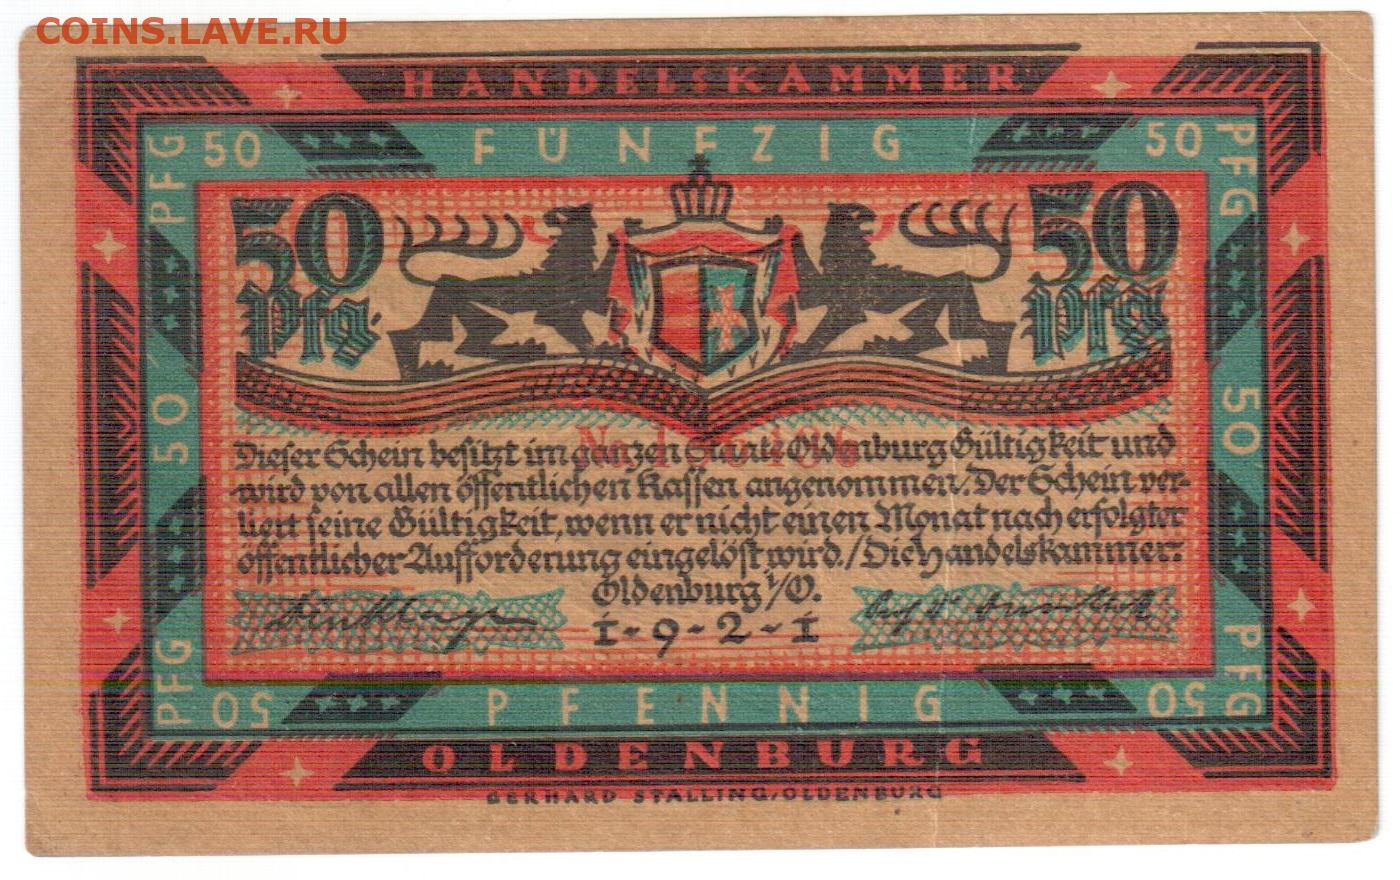 COINS.LAVE.RU
HANDELSKAMMER
PFG 50 FÜNFZIG 50 PFG
50 50
Pfg. Pfg
50 50
No
Dieser Schein besitzt im ganzen Staate Oldenburg Gültigkeit und
wird von allen öffentlichen Kassen angenommen/Der Schein ver-
liert seine Gültigkeit, wenn er nicht einen Monat nach erfolgter
öffentlicher Aufforderung eingelöst wird./Die Handelskammer:
Oldenburg i/O.
1-9-2-1
PFG 50 PFENNIG 50 PFG
OLDENBURG
GERHARD STALLING, OLDENBURG